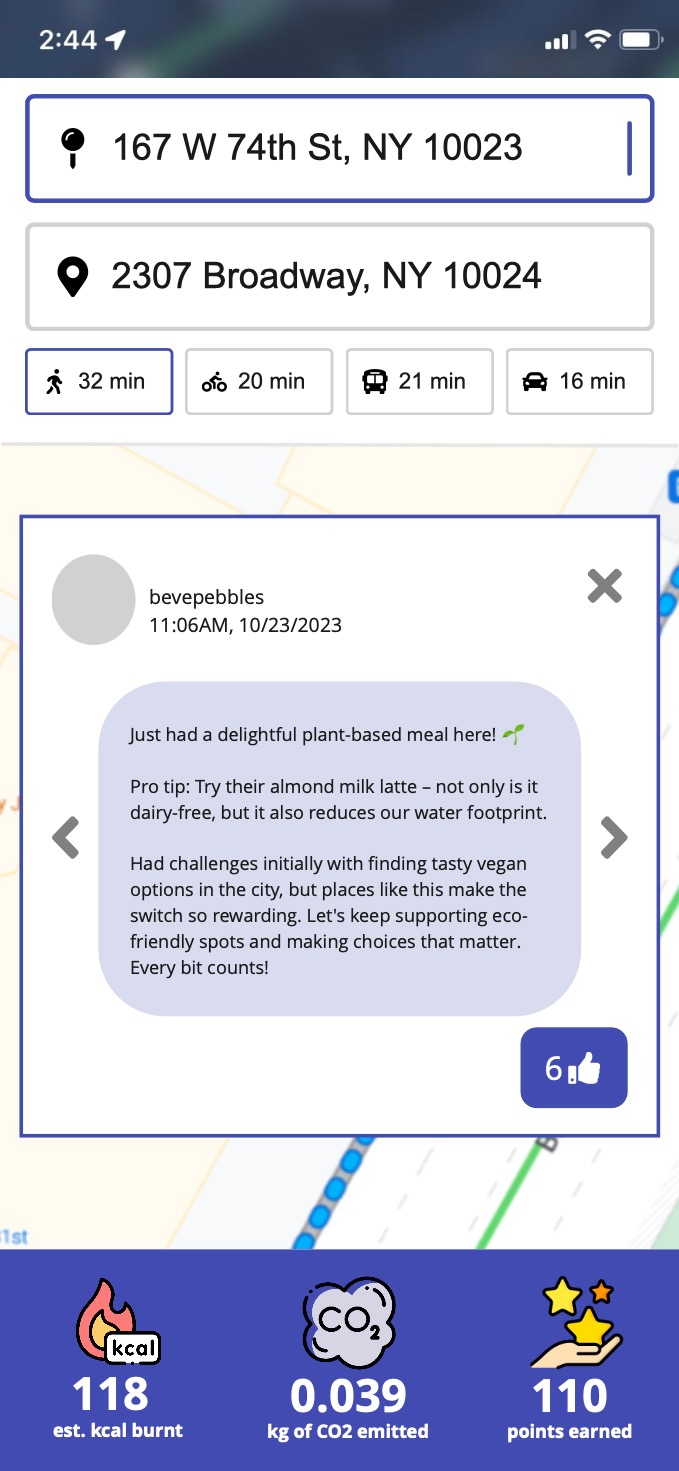 2:44
167 W 74th St, NY 10023
2307 Broadway, NY 10024
32 min 20 min 21 min 16 min
bevepebbles
11:06AM, 10/23/2023
Just had a delightful plant-based meal here! 🌱
Pro tip: Try their almond milk latte – not only is it
dairy-free, but it also reduces our water footprint.
Had challenges initially with finding tasty vegan
options in the city, but places like this make the
switch so rewarding. Let's keep supporting eco-
friendly spots and making choices that matter.
Every bit counts!
6
1st
kcal CO2
118 0.039 110
est. kcal burnt kg of CO2 emitted points earned